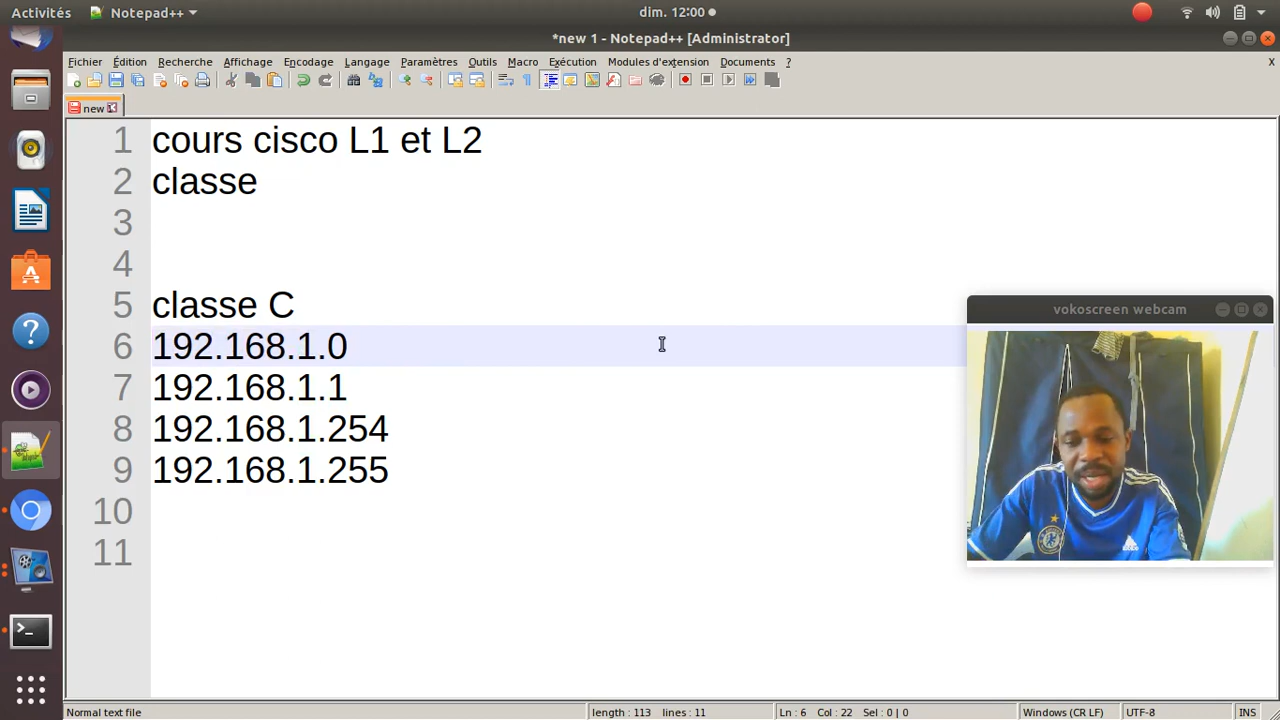 Activités Notepad++ dim. 12:00
*new 1 - Notepad++ [Administrator]
Fichier Édition Recherche Affichage Encodage Langage Paramètres Outils Macro Exécution Modules d'extension Documents ? X
new
1 cours cisco L1 et L2
2 classe
3
4
5 classe C
6 192.168.1.0
7 192.168.1.1
8 192.168.1.254
9 192.168.1.255
10
11
vokoscreen webcam
adidas
Normal text file length : 113 lines : 11 Ln : 6 Col : 22 Sel : 0 | 0 Windows (CR LF) UTF-8 INS